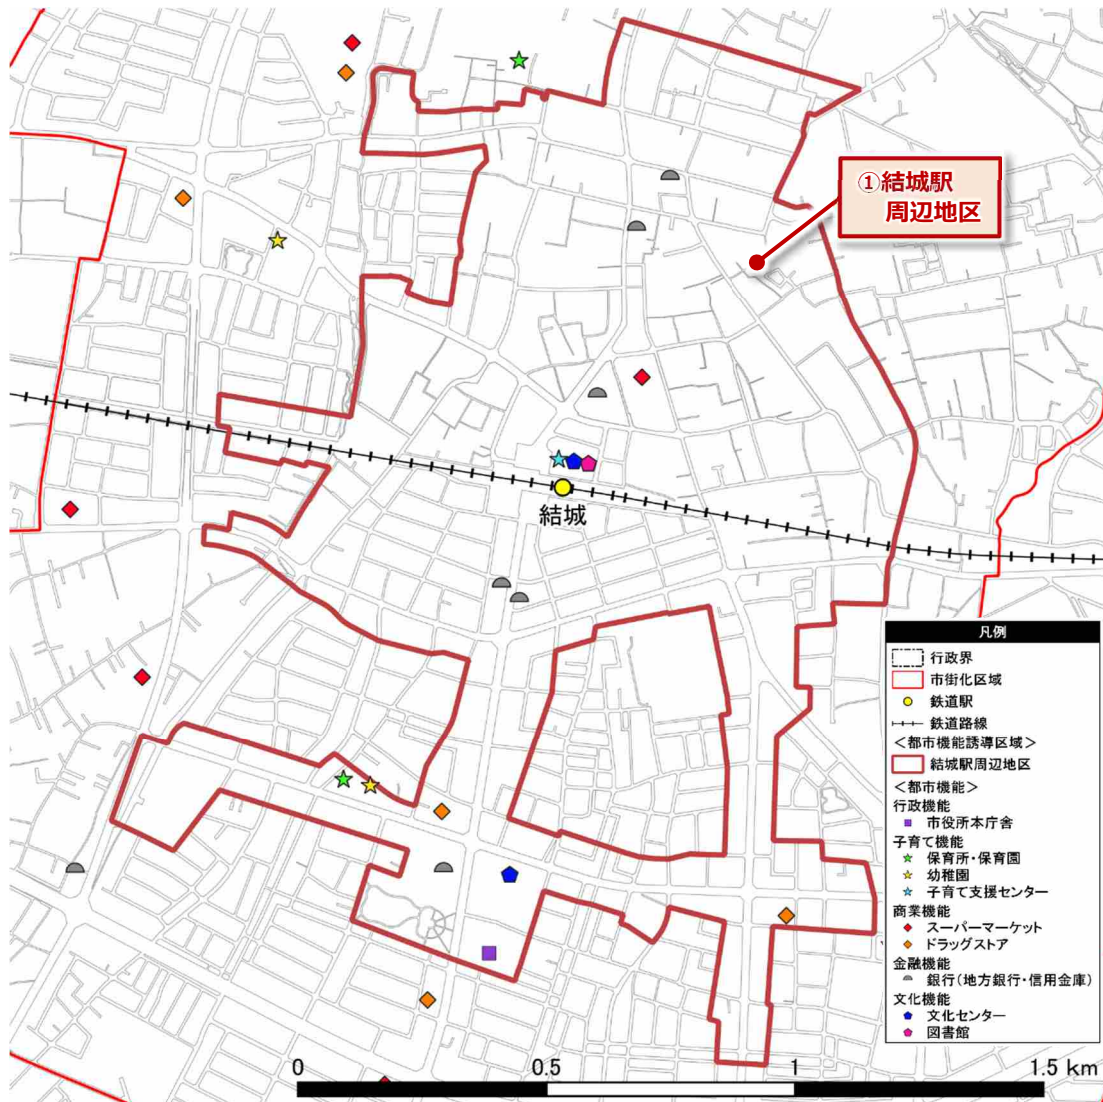 ①結城駅
周辺地区
結城
凡例
行政界
市街化区域
鉄道駅
鉄道路線
＜都市機能誘導区域＞
結城駅周辺地区
＜都市機能＞
行政機能
市役所本庁舎
子育て機能
保育所・保育園
幼稚園
子育て支援センター
商業機能
スーパーマーケット
ドラッグストア
金融機能
銀行(地方銀行・信用金庫)
文化機能
文化センター
図書館
0 0.5 1 1.5 km